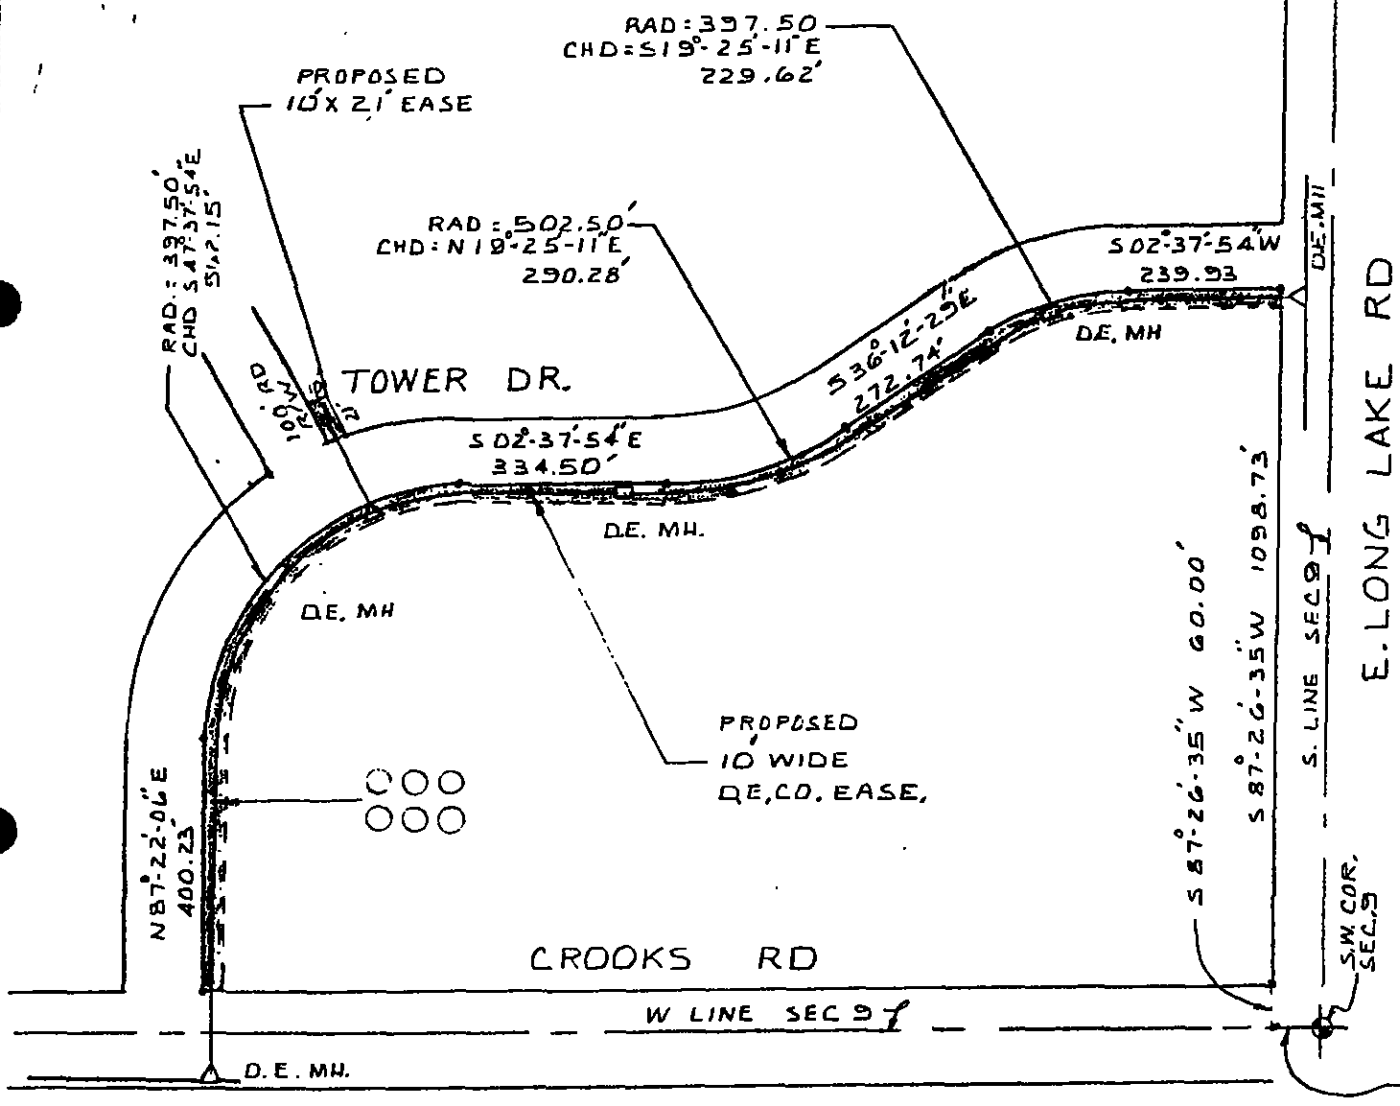 RAD:397.50
CHD=S19°-25'-11"E
229.62'
PROPOSED
10'X 21' EASE
RAD.: 397.50'
CHD S47°-37'-54"E
512.15'
RAD:502.50'
CHD:N19°-25'-11"E
290.28'
S02°-37'-54"W
239.93
DE.MH
E. LONG LAKE RD
100' RD
R/W
21'
TOWER DR.
S36°-12'-29"E
272.74'
D.E. MH
S02°-37'-54"E
334.50'
D.E. MH.
D.E. MH
S87°-26'-35"W 60.00'
S87°-26'-35"W 1098.73'
S. LINE SEC 9
PROPOSED
10' WIDE
D.E.CO. EASE.
N87°-22'-06"E
400.23'
S.W. COR.
SEC.9
CROOKS RD
W LINE SEC 9
D.E. MH.